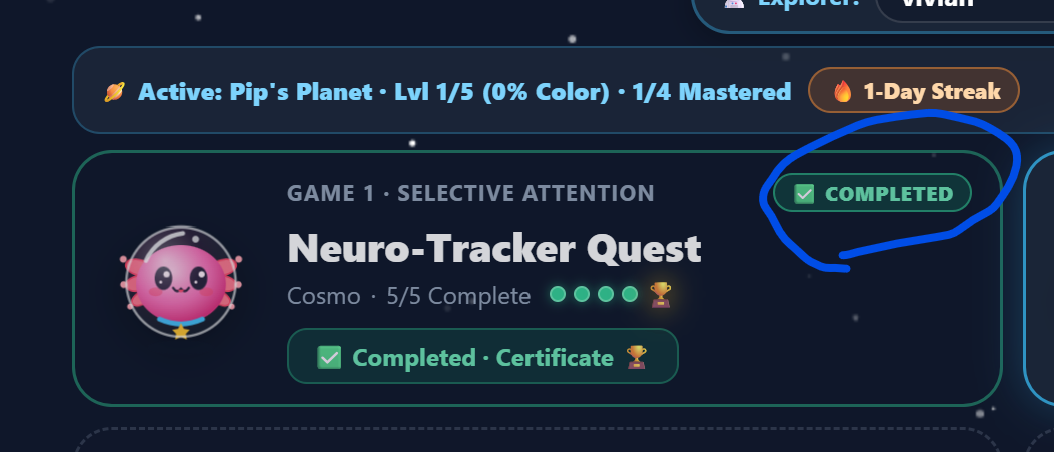 Explorer: vivian
🪐 Active: Pip's Planet · Lvl 1/5 (0% Color) · 1/4 Mastered 🔥 1-Day Streak
GAME 1 · SELECTIVE ATTENTION ✅ COMPLETED
Neuro-Tracker Quest
Cosmo · 5/5 Complete 🏆
✅ Completed · Certificate 🏆